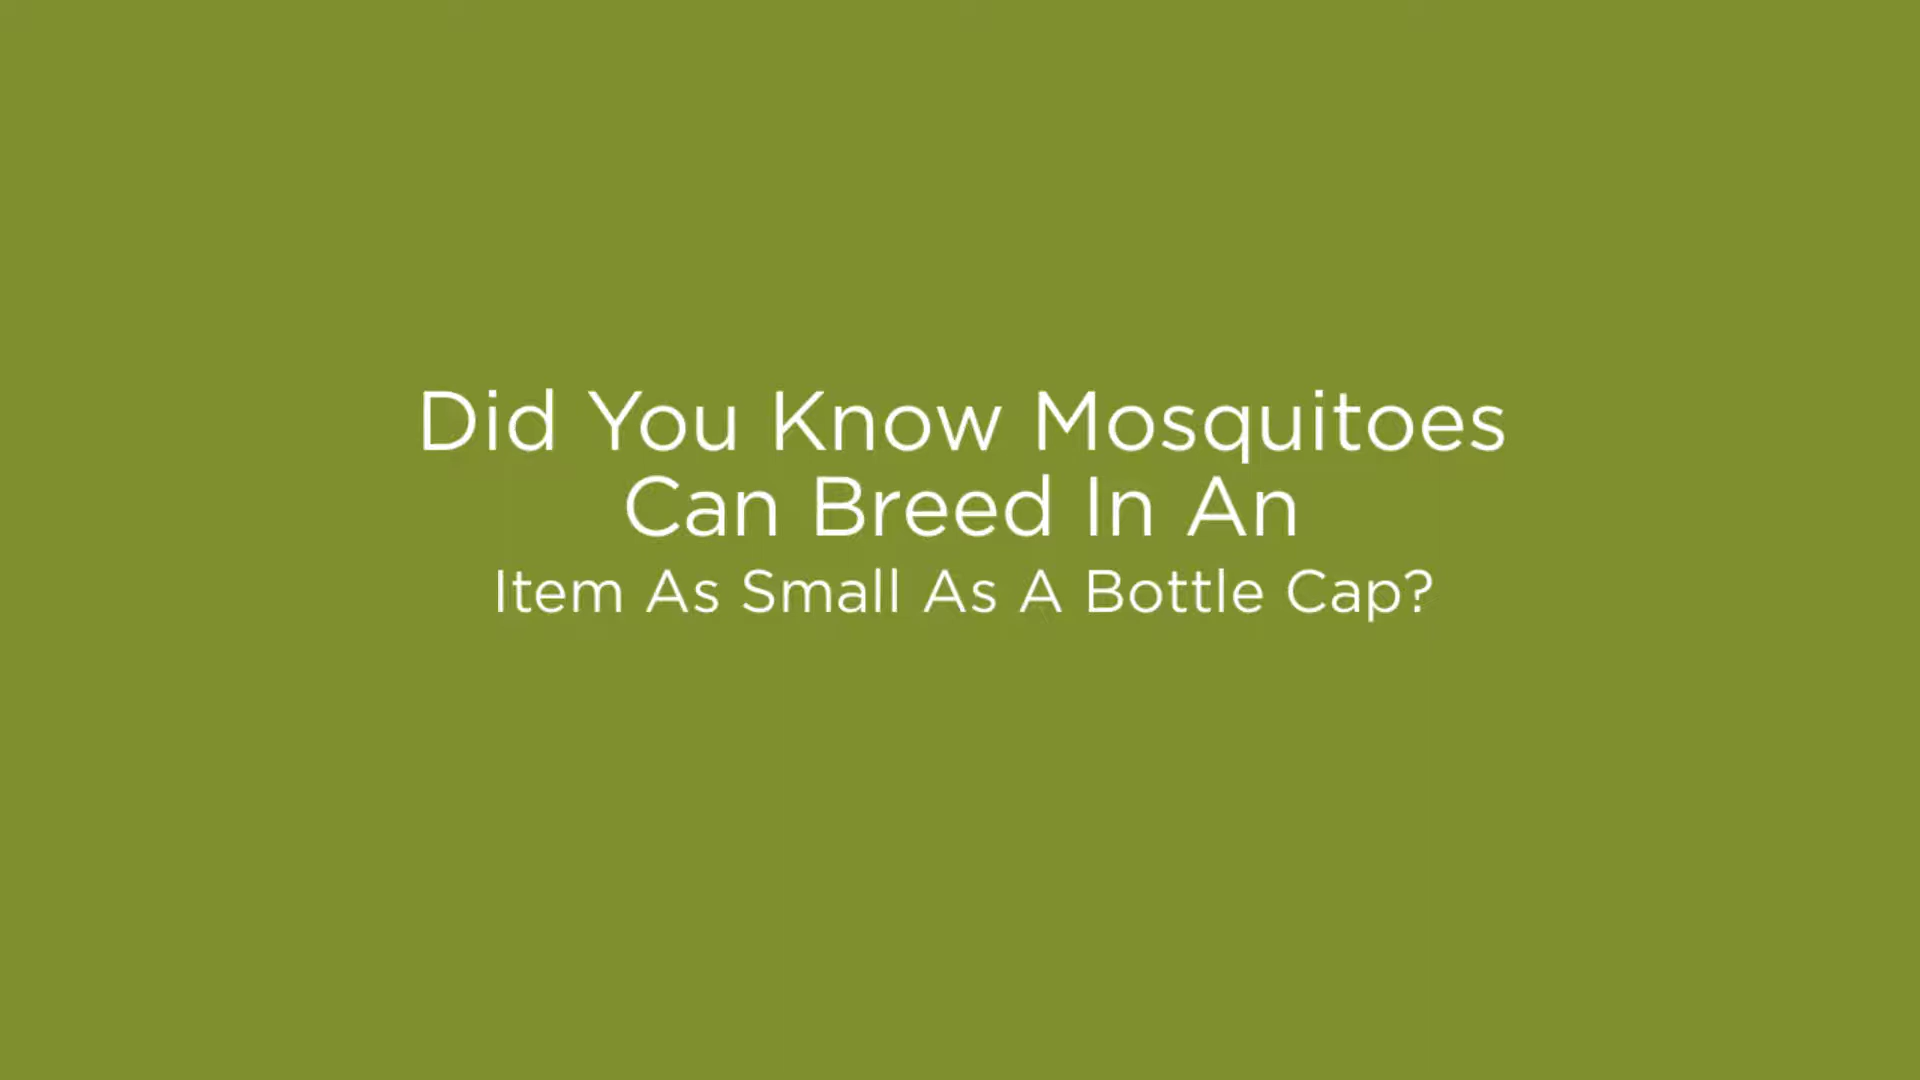 Did You Know Mosquitoes
Can Breed In An
Item As Small As A Bottle Cap?